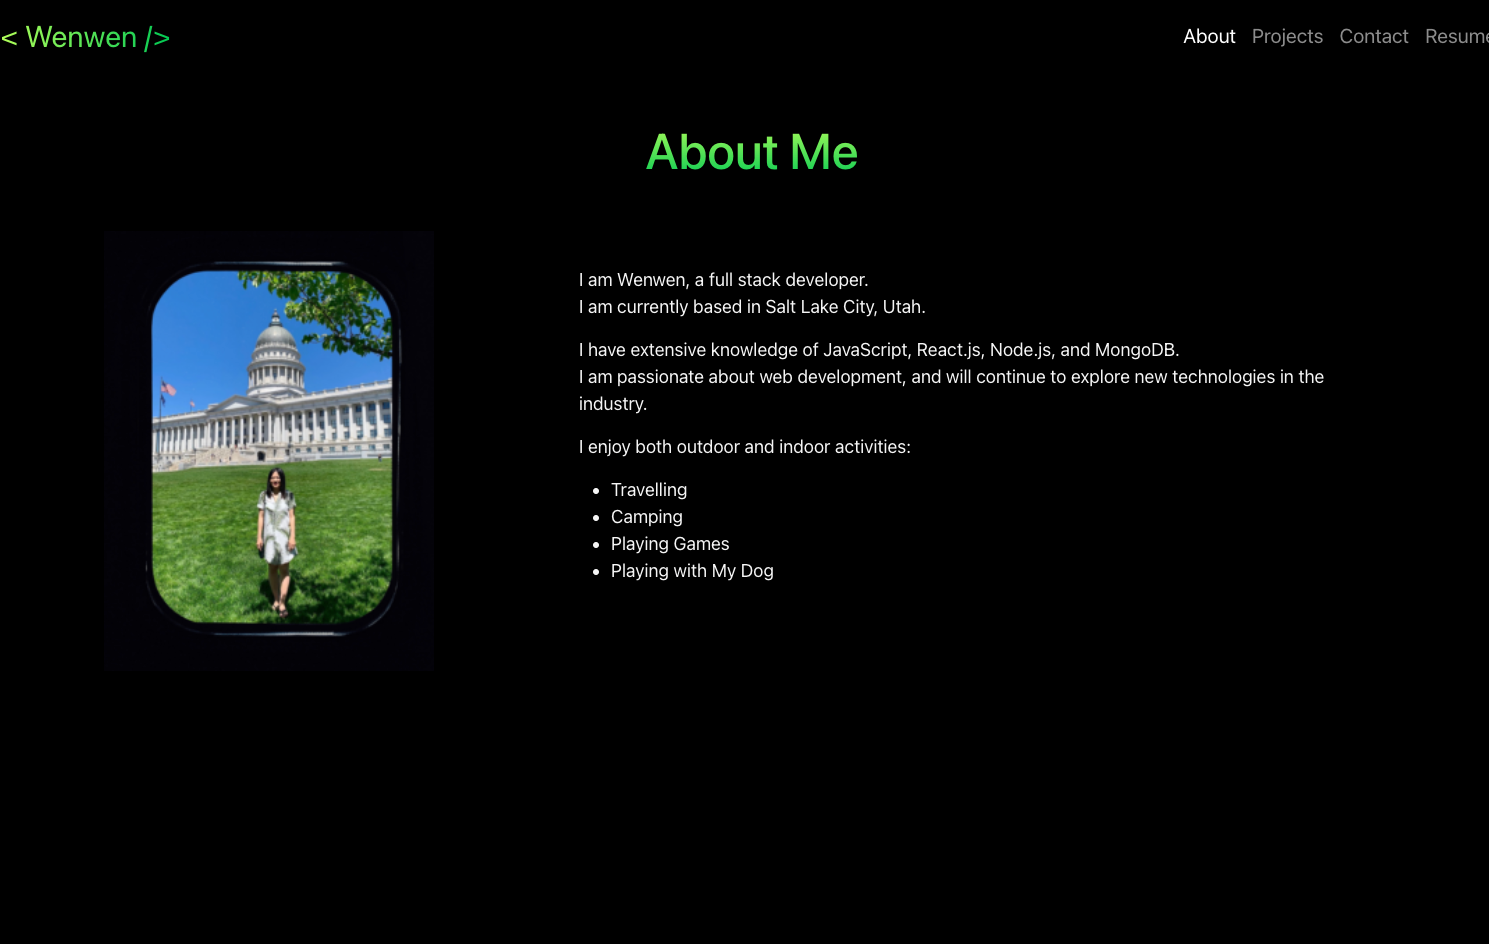 < Wenwen />
About Projects Contact Resume
About Me
I am Wenwen, a full stack developer.
I am currently based in Salt Lake City, Utah.
I have extensive knowledge of JavaScript, React.js, Node.js, and MongoDB.
I am passionate about web development, and will continue to explore new technologies in the
industry.
I enjoy both outdoor and indoor activities:
• Travelling
• Camping
• Playing Games
• Playing with My Dog